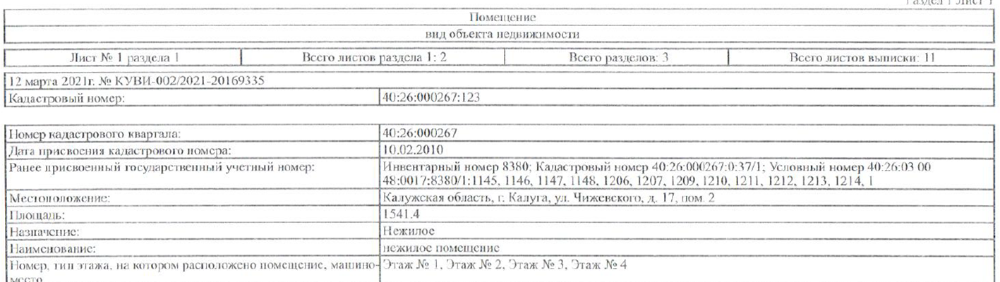 Раздел 1 Лист 1
Помещение
вид объекта недвижимости
Лист № 1 раздела 1 Всего листов раздела 1: 2 Всего разделов: 3 Всего листов выписки: 11
12 марта 2021г. № КУВИ-002/2021-20169335
Кадастровый номер: 40:26:000267:123
Номер кадастрового квартала: 40:26:000267
Дата присвоения кадастрового номера: 10.02.2010
Ранее присвоенный государственный учетный номер: Инвентарный номер 8380; Кадастровый номер 40:26:000267:0:37/1; Условный номер 40:26:03 00
48:0017:8380/1:1145, 1146, 1147, 1148, 1206, 1207, 1209, 1210, 1211, 1212, 1213, 1214, 1
Местоположение: Калужская область, г. Калуга, ул. Чижевского, д. 17, пом. 2
Площадь: 1541.4
Назначение: Нежилое
Наименование: нежилое помещение
Номер, тип этажа, на котором расположено помещение, машино- Этаж № 1, Этаж № 2, Этаж № 3, Этаж № 4
место